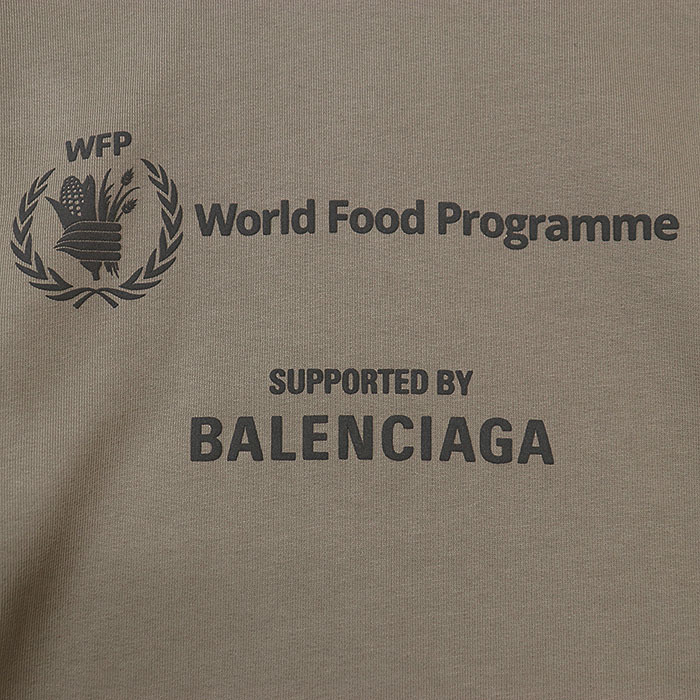 WFP
World Food Programme
SUPPORTED BY
BALENCIAGA